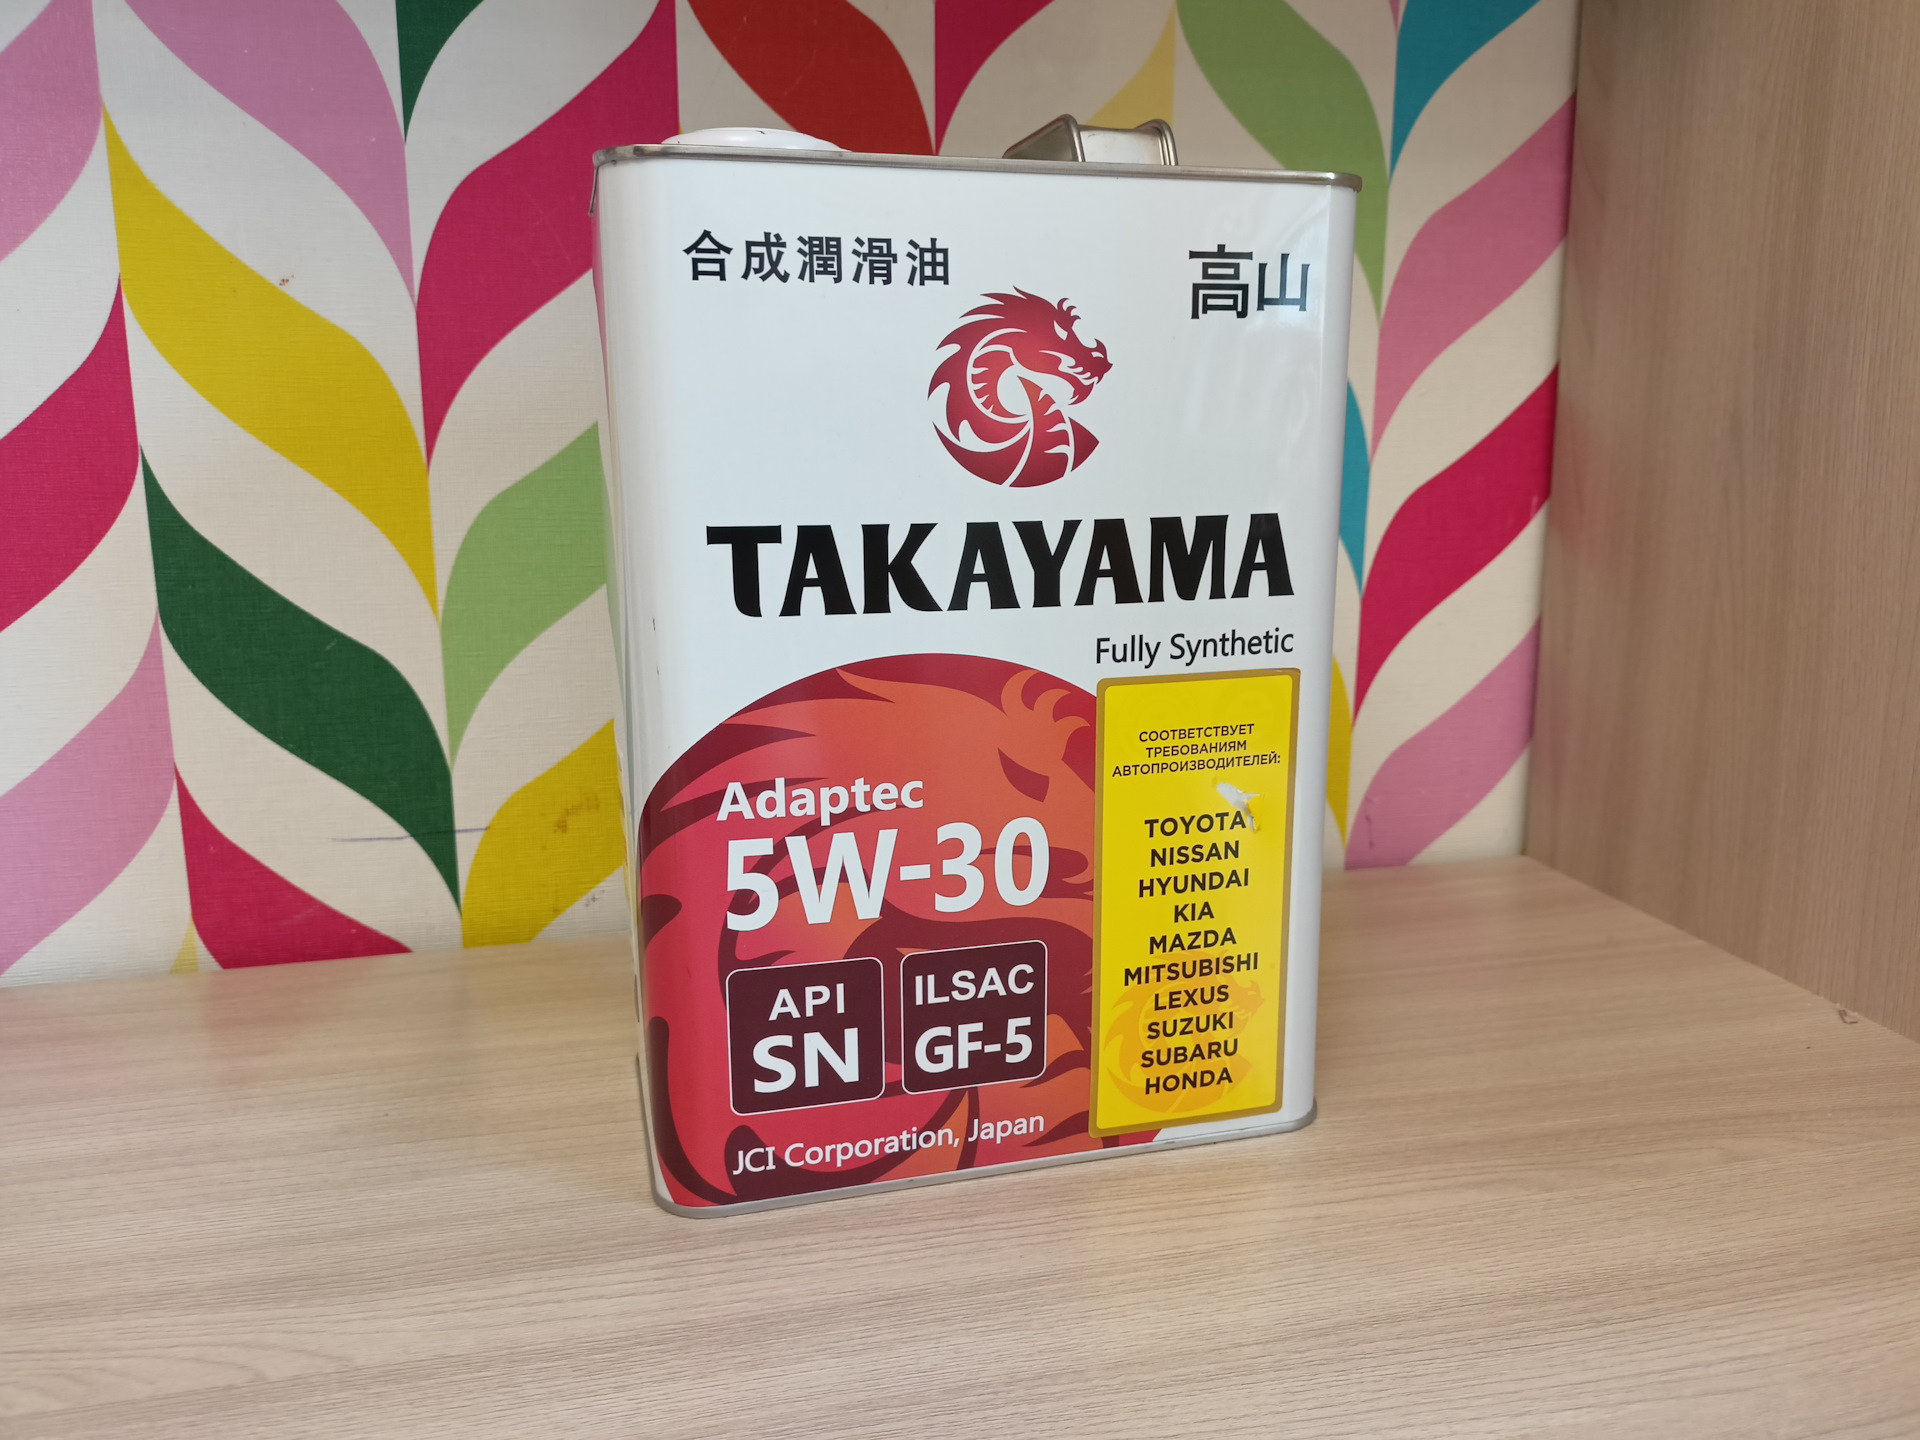 合成潤滑油
高山
TAKAYAMA
Fully Synthetic
Adaptec
5W-30
API
SN
ILSAC
GF-5
JCI Corporation, Japan
СООТВЕТСТВУЕТ
ТРЕБОВАНИЯМ
АВТОПРОИЗВОДИТЕЛЕЙ:
TOYOTA
NISSAN
HYUNDAI
KIA
MAZDA
MITSUBISHI
LEXUS
SUZUKI
SUBARU
HONDA